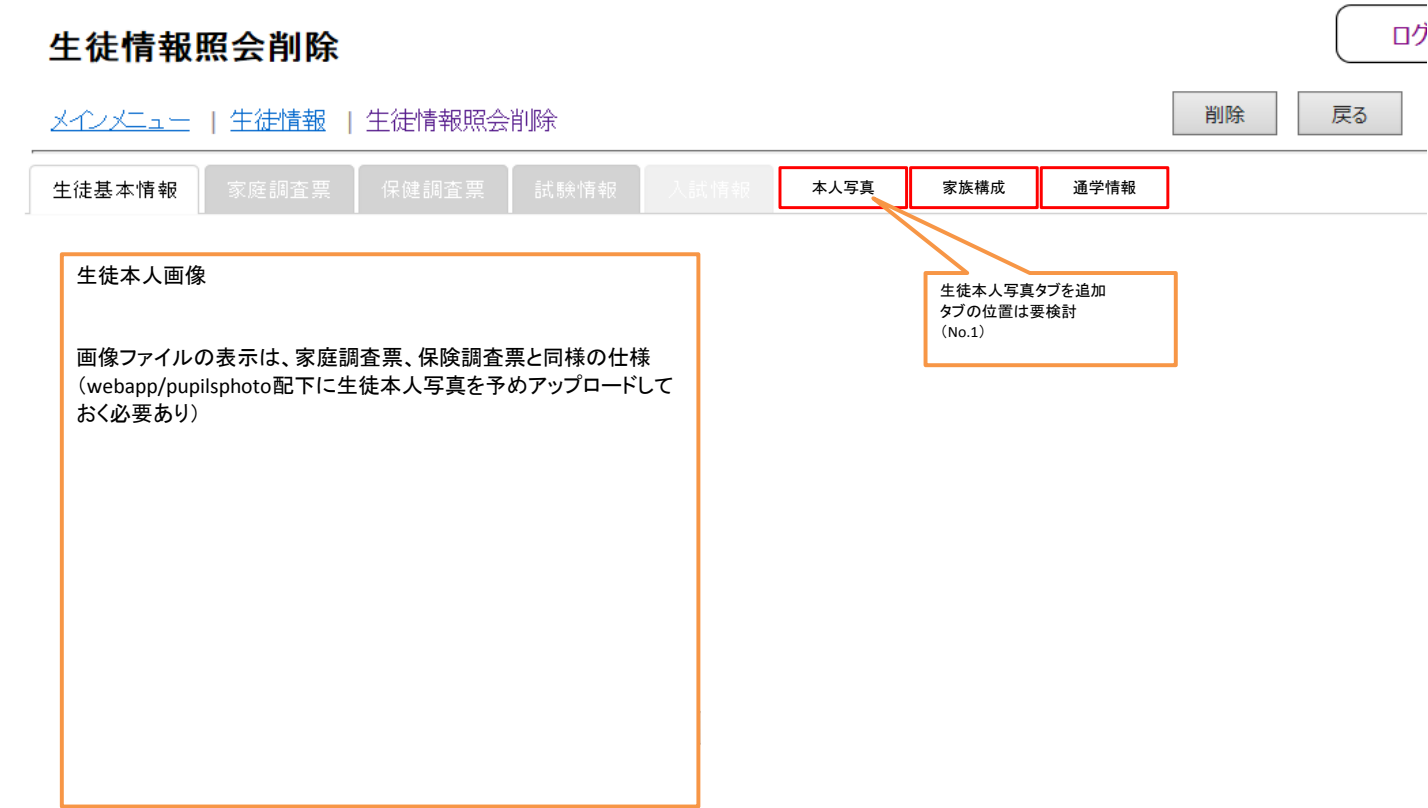 生徒情報照会削除
ログ
メインメニュー | 生徒情報 | 生徒情報照会削除
削除
戻る
生徒基本情報
家庭調査票
保健調査票
試験情報
入試情報
本人写真
家族構成
通学情報
生徒本人画像
画像ファイルの表示は、家庭調査票、保険調査票と同様の仕様
（webapp/pupilsphoto配下に生徒本人写真を予めアップロードして
おく必要あり）
生徒本人写真タブを追加
タブの位置は要検討
（No.1）